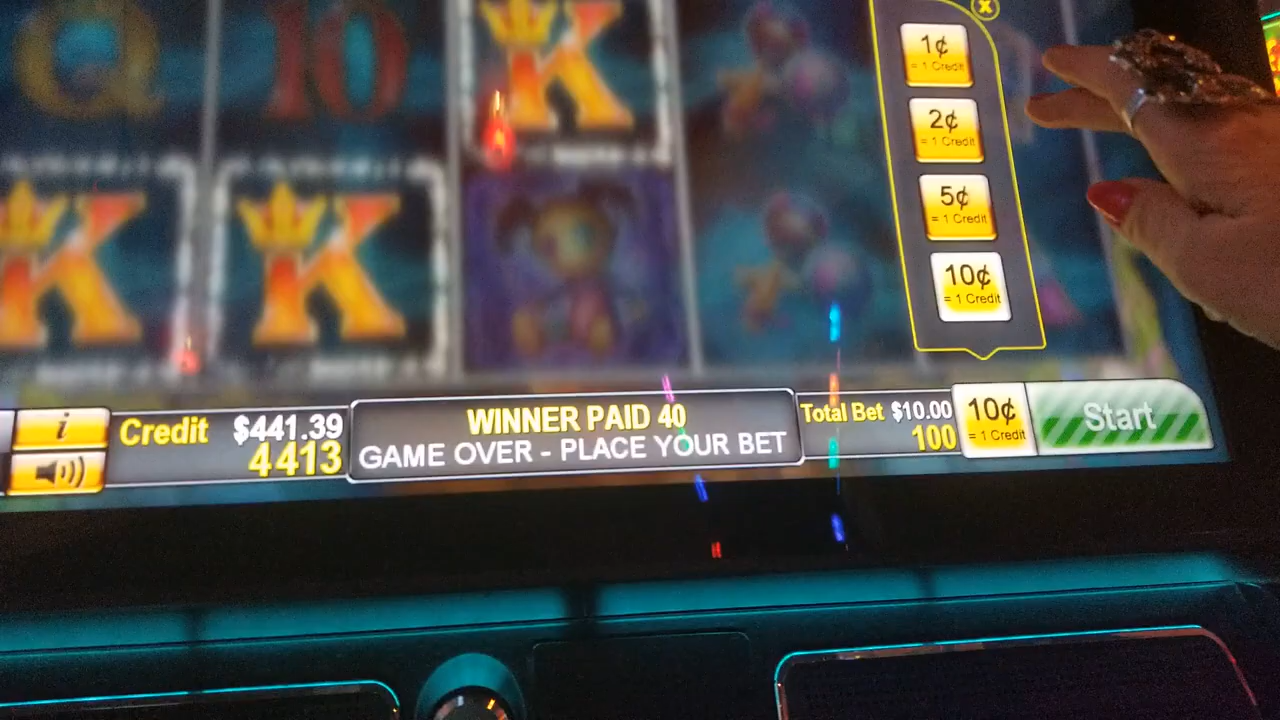 Q
10
K
X
1¢
= 1 Credit
2¢
= 1 Credit
5¢
= 1 Credit
10¢
= 1 Credit
K
K
i
Credit $441.39
4413
WINNER PAID 40
GAME OVER - PLACE YOUR BET
Total Bet $10.00
100
10¢
= 1 Credit
Start